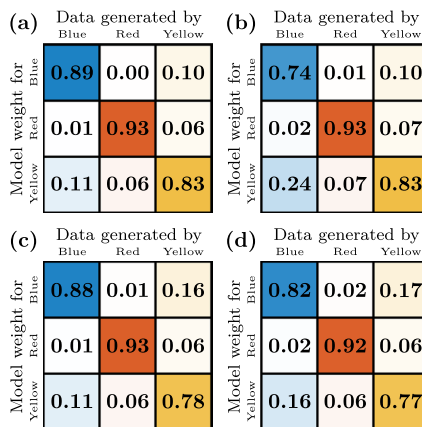 (a) Data generated by
Blue Red Yellow
Model weight for
Blue 0.89 0.00 0.10
Red 0.01 0.93 0.06
Yellow 0.11 0.06 0.83
(b) Data generated by
Blue Red Yellow
Model weight for
Blue 0.74 0.01 0.10
Red 0.02 0.93 0.07
Yellow 0.24 0.07 0.83
(c) Data generated by
Blue Red Yellow
Model weight for
Blue 0.88 0.01 0.16
Red 0.01 0.93 0.06
Yellow 0.11 0.06 0.78
(d) Data generated by
Blue Red Yellow
Model weight for
Blue 0.82 0.02 0.17
Red 0.02 0.92 0.06
Yellow 0.16 0.06 0.77